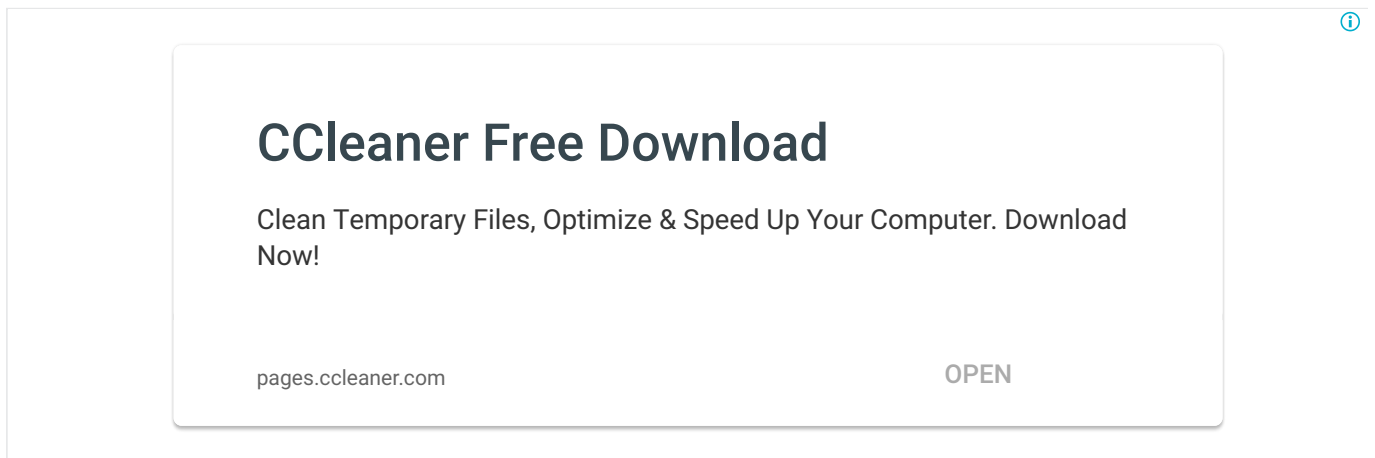 CCleaner Free Download
Clean Temporary Files, Optimize & Speed Up Your Computer. Download
Now!
pages.ccleaner.com
OPEN